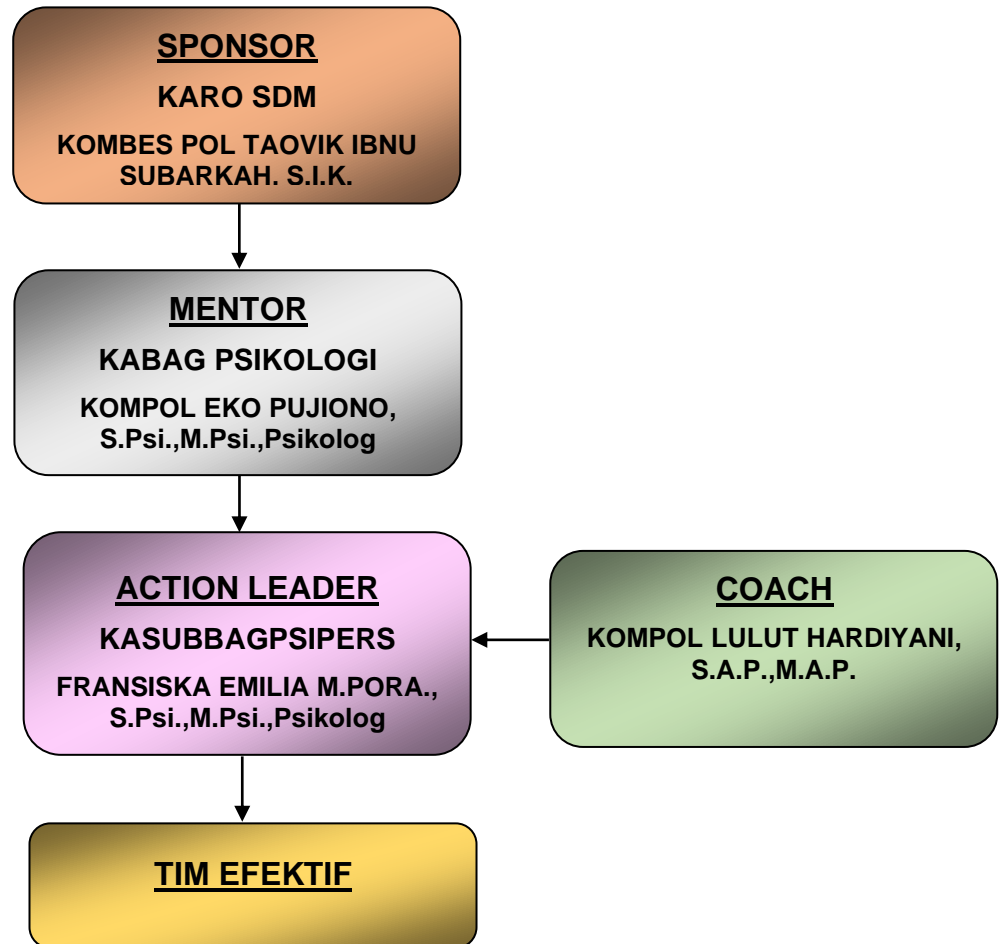 SPONSOR
KARO SDM
KOMBES POL TAOVIK IBNU
SUBARKAH. S.I.K.
MENTOR
KABAG PSIKOLOGI
KOMPOL EKO PUJIONO,
S.Psi.,M.Psi.,Psikolog
ACTION LEADER
KASUBBAGPSIPERS
FRANSISKA EMILIA M.PORA.,
S.Psi.,M.Psi.,Psikolog
COACH
KOMPOL LULUT HARDIYANI,
S.A.P.,M.A.P.
TIM EFEKTIF